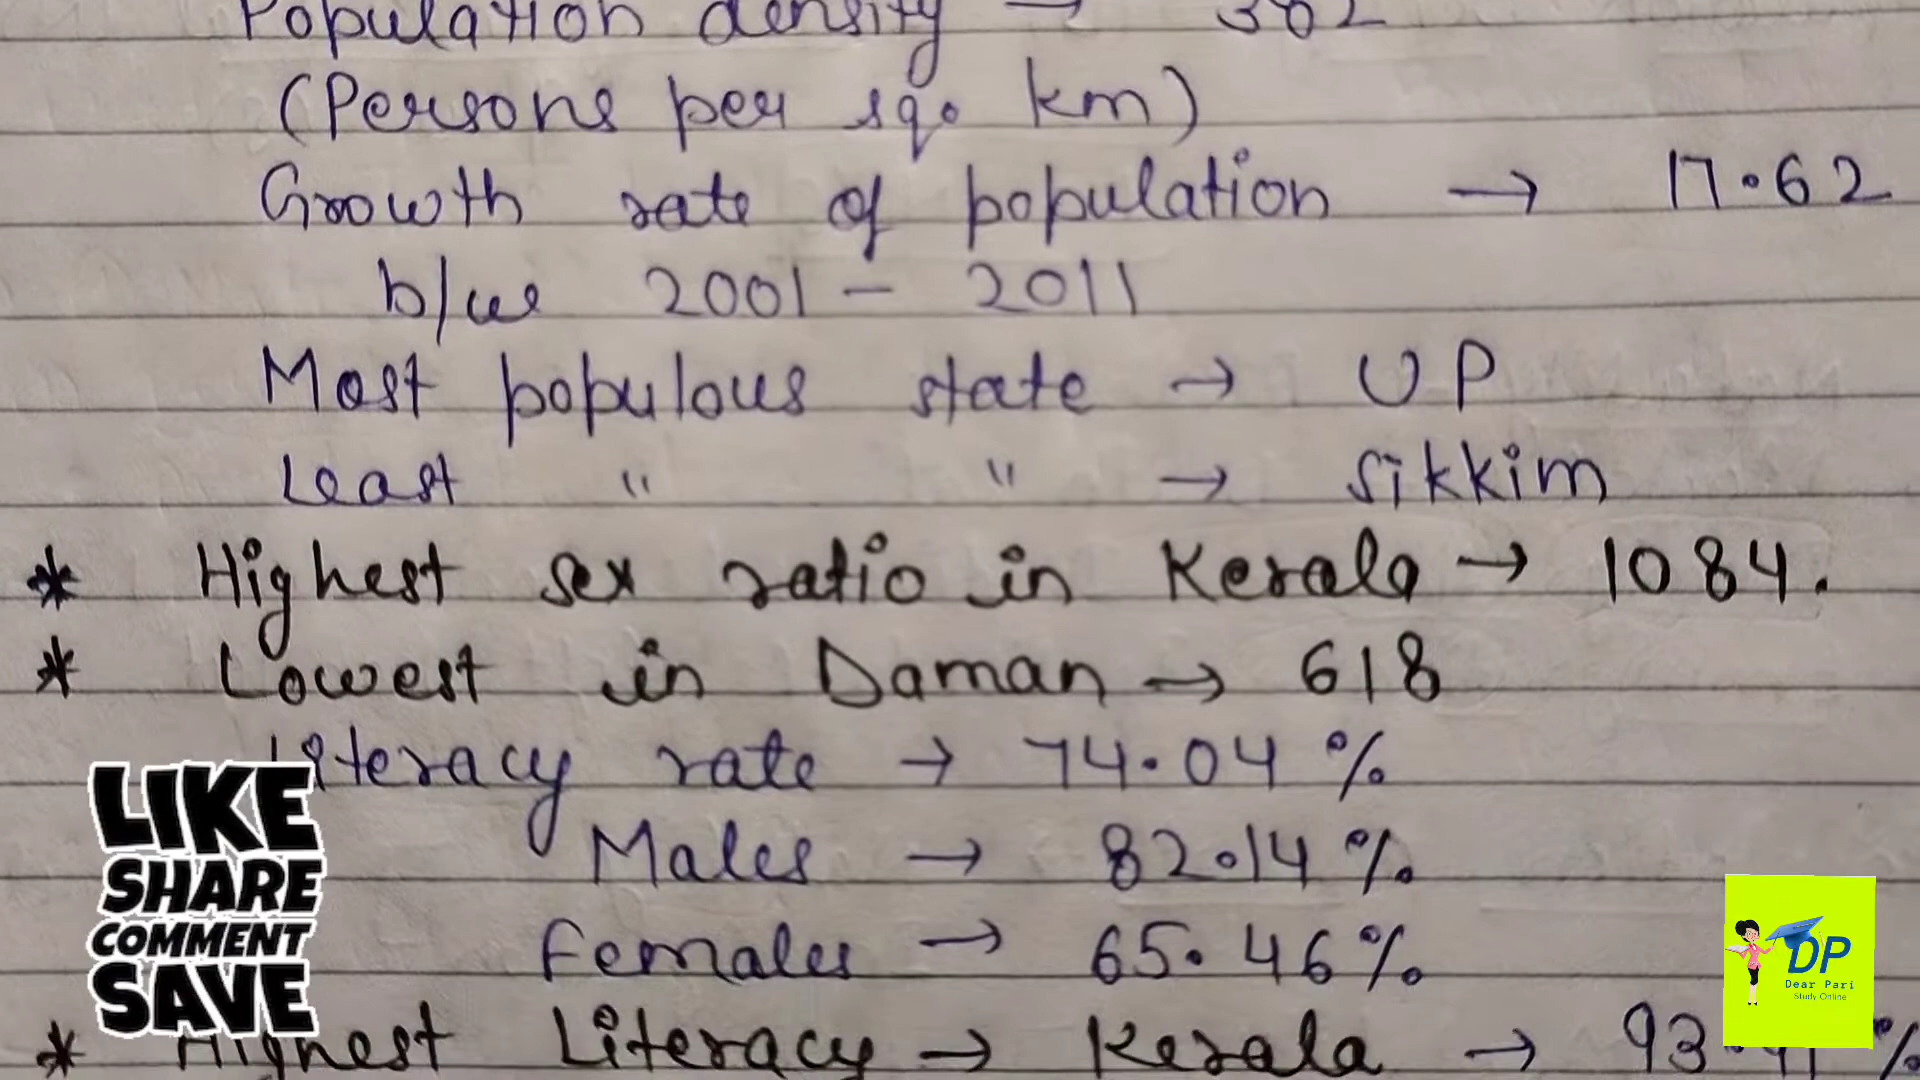 Population density → 382
(Persons per sq. km)
Growth rate of population → 17.62
b/w 2001 - 2011
Most populous state → UP
Least " " → Sikkim
* Highest sex ratio in Kerala → 1084.
* Lowest in Daman → 618
Literacy rate → 74.04 %
Males → 82.14 %
Females → 65.46 %
* Highest Literacy → Kerala → 93.91 %
LIKE
SHARE
COMMENT
SAVE
DP
Dear Pari
Study Online